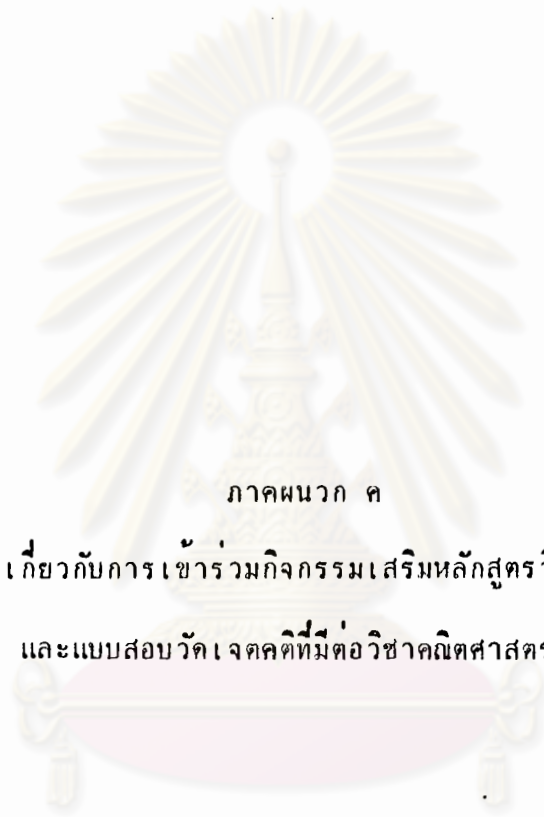 ภาคผนวก ค
เกี่ยวกับการเข้าร่วมกิจกรรมเสริมหลักสูตร
และแบบสอบวัดเจตคติที่มีต่อวิชาคณิตศาสตร